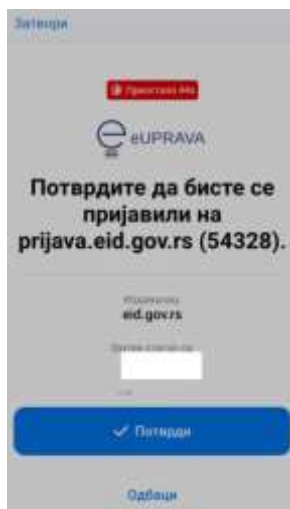 Затвори
eUPRAVA
Потврдите да бисте се
пријавили на
prijava.eid.gov.rs (54328).
eid.gov.rs
Потврди
Одбаци